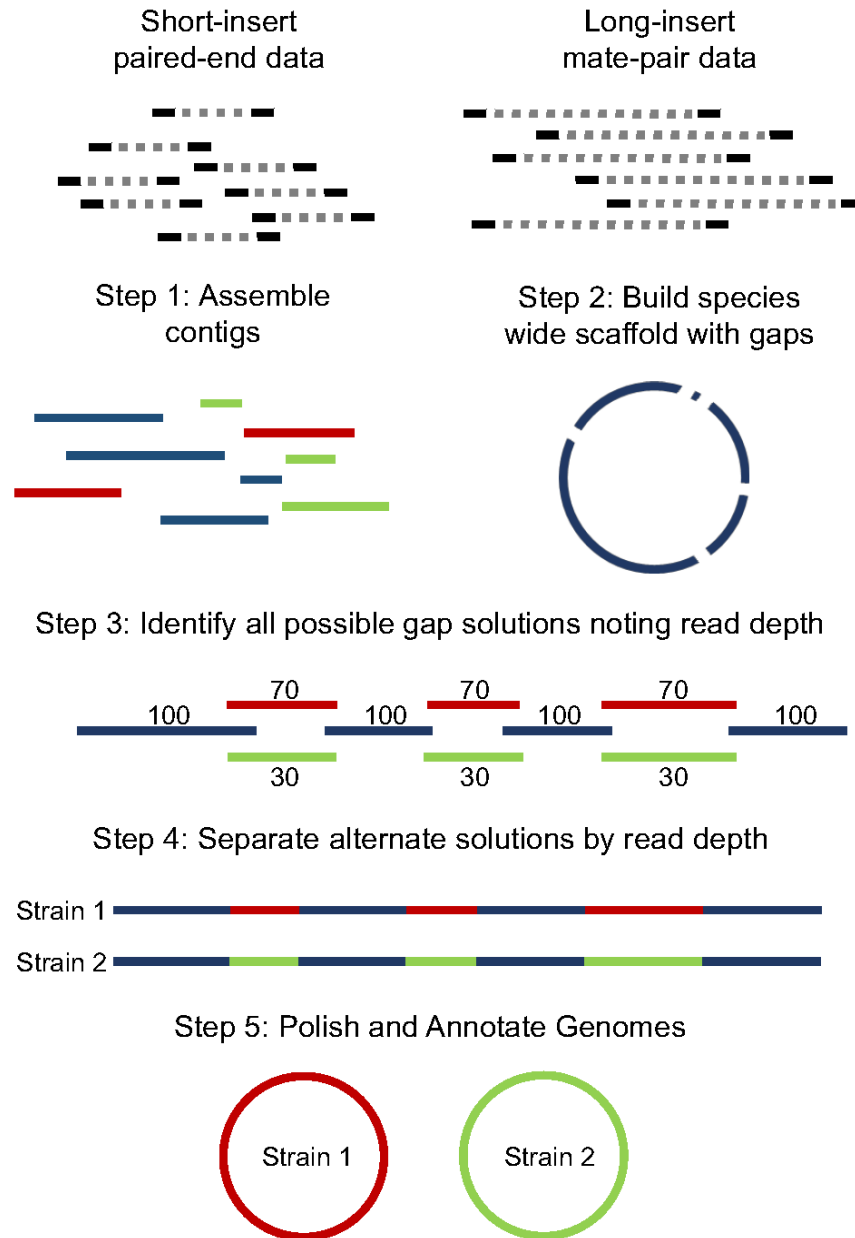 Short-insert
paired-end data
Long-insert
mate-pair data
Step 1: Assemble
contigs
Step 2: Build species
wide scaffold with gaps
Step 3: Identify all possible gap solutions noting read depth
70 70 70
100 100 100 100
30 30 30
Step 4: Separate alternate solutions by read depth
Strain 1
Strain 2
Step 5: Polish and Annotate Genomes
Strain 1 Strain 2